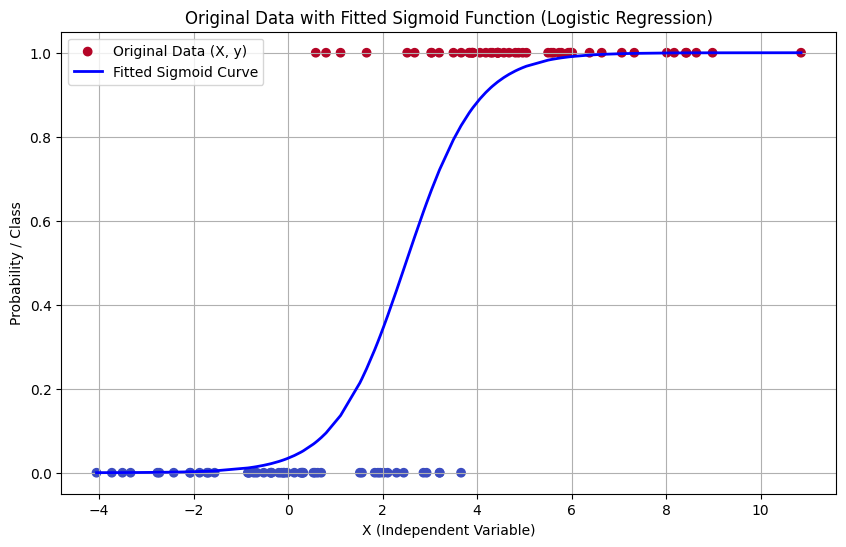 Original Data with Fitted Sigmoid Function (Logistic Regression)
Original Data (X, y)
Fitted Sigmoid Curve
1.0
0.8
0.6
0.4
0.2
0.0
Probability / Class
−4
−2
0
2
4
6
8
10
X (Independent Variable)